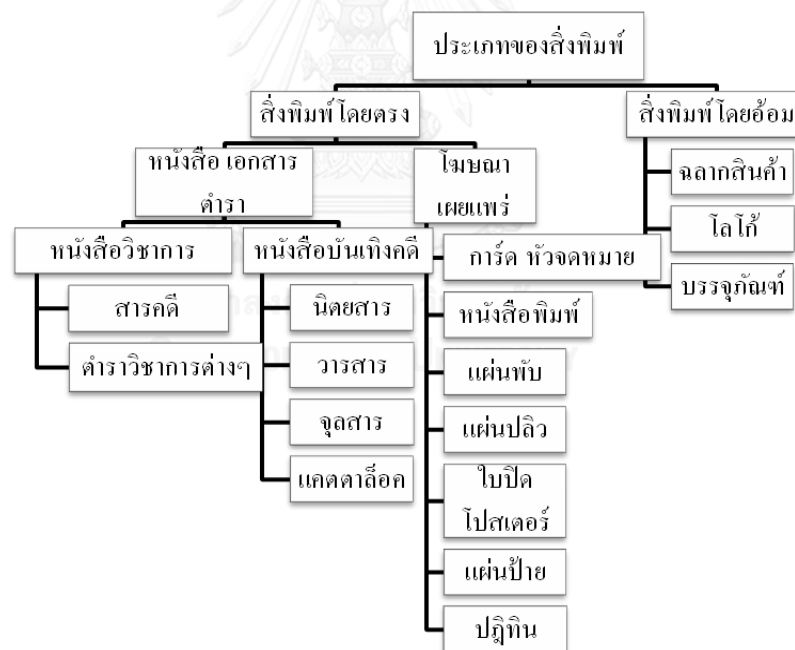 ประเภทของสิ่งพิมพ์
สิ่งพิมพ์โดยตรง
สิ่งพิมพ์โดยอ้อม
หนังสือ เอกสาร
ตำรา
โฆษณา
เผยแพร่
ฉลากสินค้า
โลโก้
บรรจุภัณฑ์
หนังสือวิชาการ
หนังสือบันเทิงคดี
สารคดี
ตำราวิชาการต่างๆ
นิตยสาร
วารสาร
จุลสาร
แคตตาล็อค
การ์ด หัวจดหมาย
หนังสือพิมพ์
แผ่นพับ
แผ่นปลิว
ใบปิด
โปสเตอร์
แผ่นป้าย
ปฎิทิน